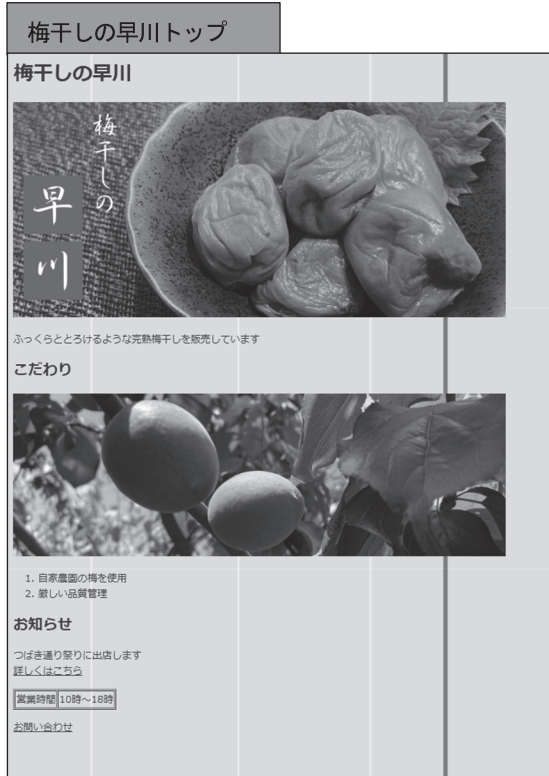 梅干しの早川トップ
梅干しの早川
梅干しの
早
川
ふっくらととろけるような完熟梅干しを販売しています
こだわり
1. 自家農園の梅を使用
2. 厳しい品質管理
お知らせ
つばき通り祭りに出店します
詳しくはこちら
営業時間 10時～18時
お問い合わせ